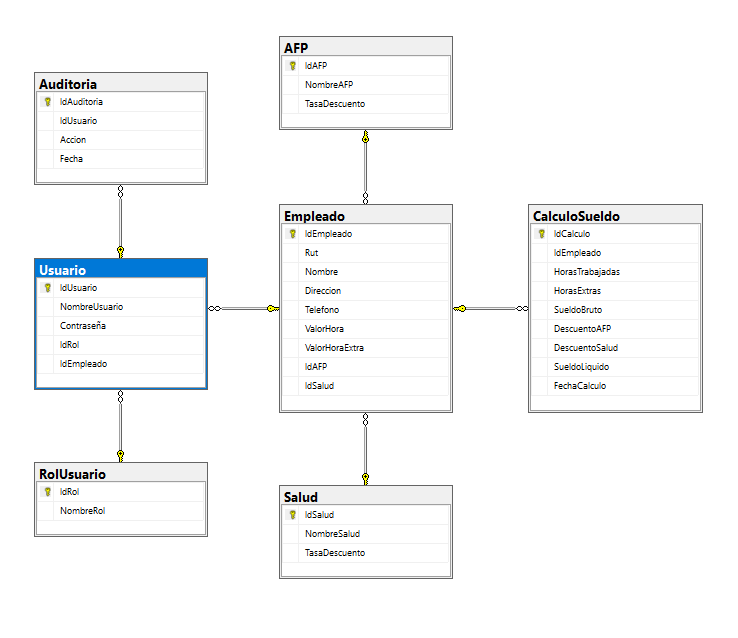 AFP
IdAFP
NombreAFP
TasaDescuento
Auditoria
IdAuditoria
IdUsuario
Accion
Fecha
Empleado
IdEmpleado
Rut
Nombre
Direccion
Telefono
ValorHora
ValorHoraExtra
IdAFP
IdSalud
CalculoSueldo
IdCalculo
IdEmpleado
HorasTrabajadas
HorasExtras
SueldoBruto
DescuentoAFP
DescuentoSalud
SueldoLiquido
FechaCalculo
Usuario
IdUsuario
NombreUsuario
Contraseña
IdRol
IdEmpleado
RolUsuario
IdRol
NombreRol
Salud
IdSalud
NombreSalud
TasaDescuento